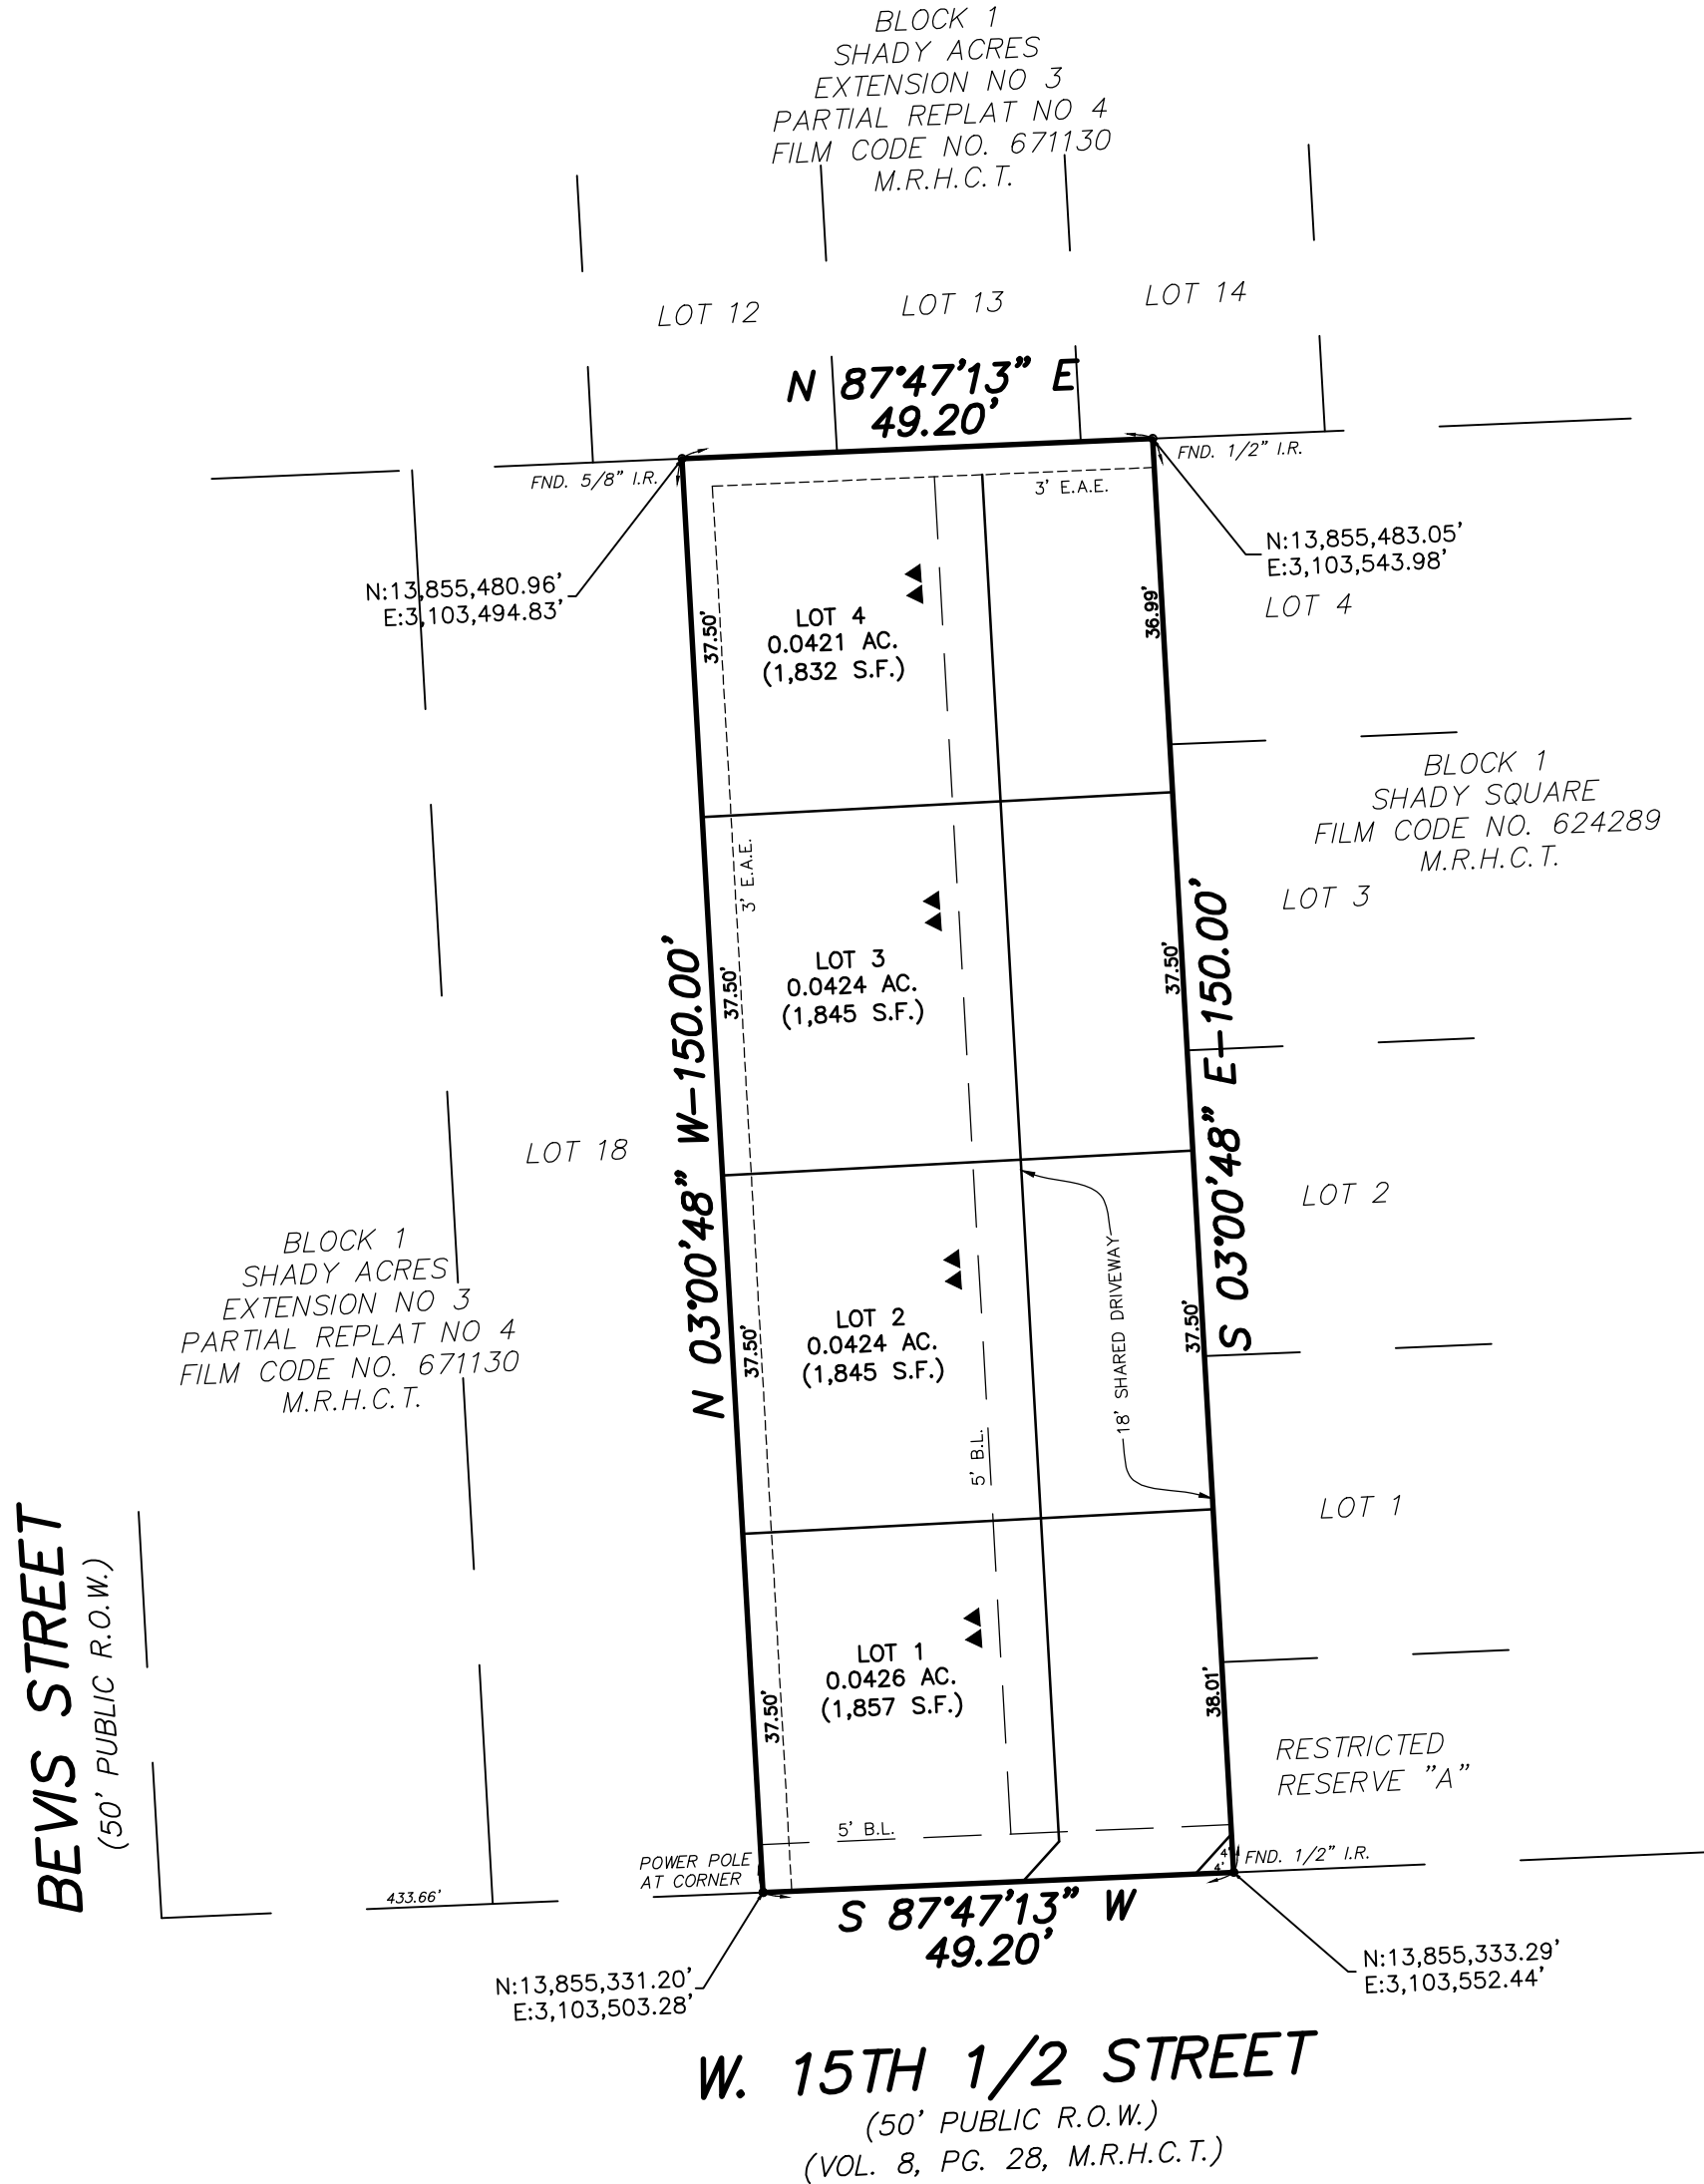 BLOCK 1
SHADY ACRES
EXTENSION NO 3
PARTIAL REPLAT NO 4
FILM CODE NO. 671130
M.R.H.C.T.
LOT 12
LOT 13
LOT 14
N 87°47'13" E
49.20'
FND. 5/8" I.R.
FND. 1/2" I.R.
3' E.A.E.
N:13,855,480.96'
E:3,103,494.83'
N:13,855,483.05'
E:3,103,543.98'
LOT 4
37.50'
LOT 4
0.0421 AC.
(1,832 S.F.)
36.99'
BLOCK 1
SHADY SQUARE
FILM CODE NO. 624289
M.R.H.C.T.
LOT 3
3' E.A.E.
37.50'
LOT 3
0.0424 AC.
(1,845 S.F.)
37.50'
N 03°00'48" W-150.00'
S 03°00'48" E-150.00'
LOT 18
LOT 2
BLOCK 1
SHADY ACRES
EXTENSION NO 3
PARTIAL REPLAT NO 4
FILM CODE NO. 671130
M.R.H.C.T.
37.50'
LOT 2
0.0424 AC.
(1,845 S.F.)
18' SHARED DRIVEWAY
37.50'
5' B.L.
LOT 1
BEVIS STREET
(50' PUBLIC R.O.W.)
37.50'
LOT 1
0.0426 AC.
(1,857 S.F.)
38.01'
RESTRICTED
RESERVE "A"
5' B.L.
POWER POLE
AT CORNER
4'
4'
FND. 1/2" I.R.
433.66'
S 87°47'13" W
49.20'
N:13,855,331.20'
E:3,103,503.28'
N:13,855,333.29'
E:3,103,552.44'
W. 15TH 1/2 STREET
(50' PUBLIC R.O.W.)
(VOL. 8, PG. 28, M.R.H.C.T.)